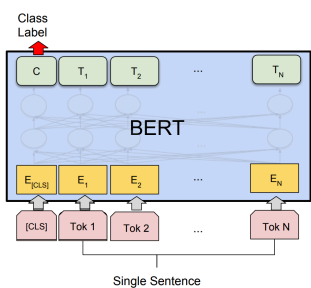 Class
Label
C T1 T2 ... TN
BERT
E[CLS] E1 E2 ... EN
[CLS] Tok 1 Tok 2 ... Tok N
Single Sentence